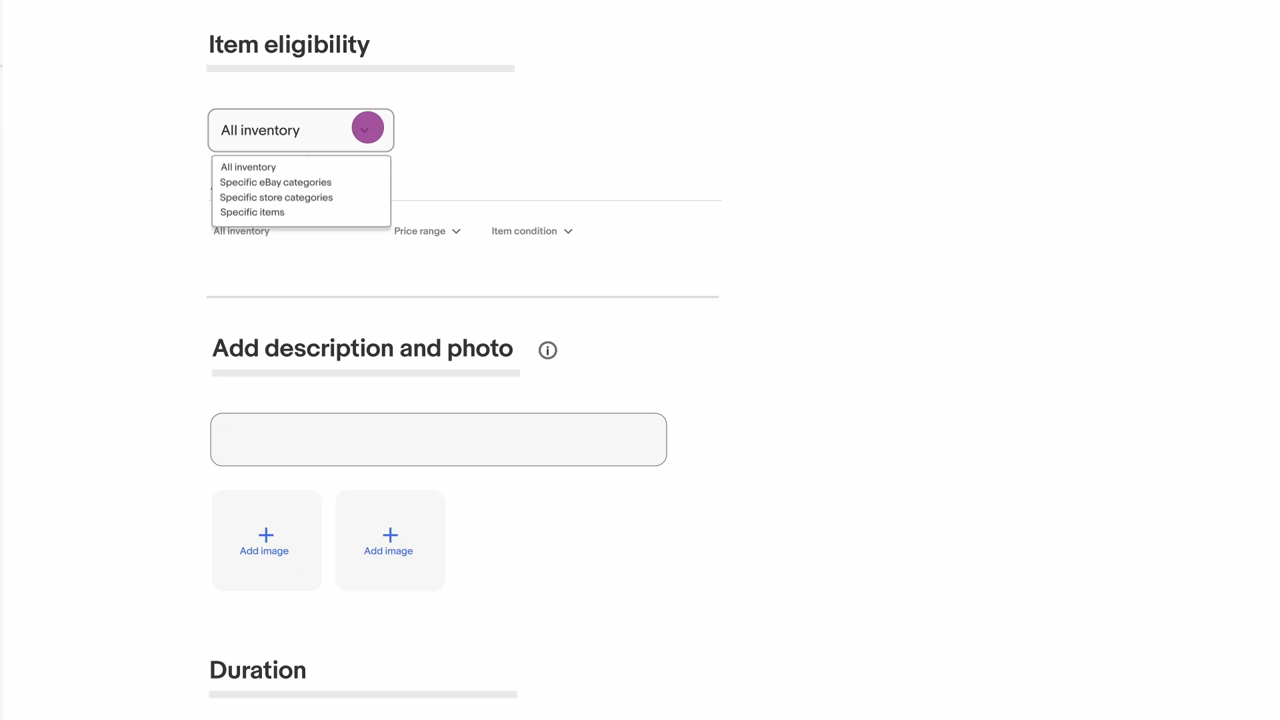 Item eligibility
All inventory
All inventory
Specific eBay categories
Specific store categories
Specific items
All inventory Price range Item condition
Add description and photo
Add image Add image
Duration